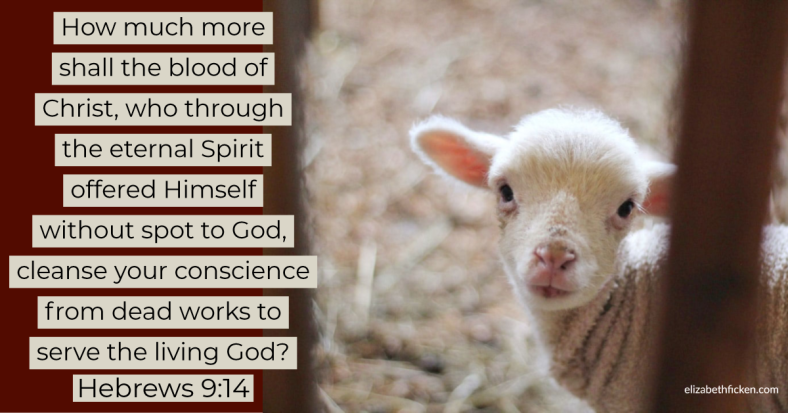 How much more
shall the blood of
Christ, who through
the eternal Spirit
offered Himself
without spot to God,
cleanse your conscience
from dead works to
serve the living God?
Hebrews 9:14
elizabethficken.com